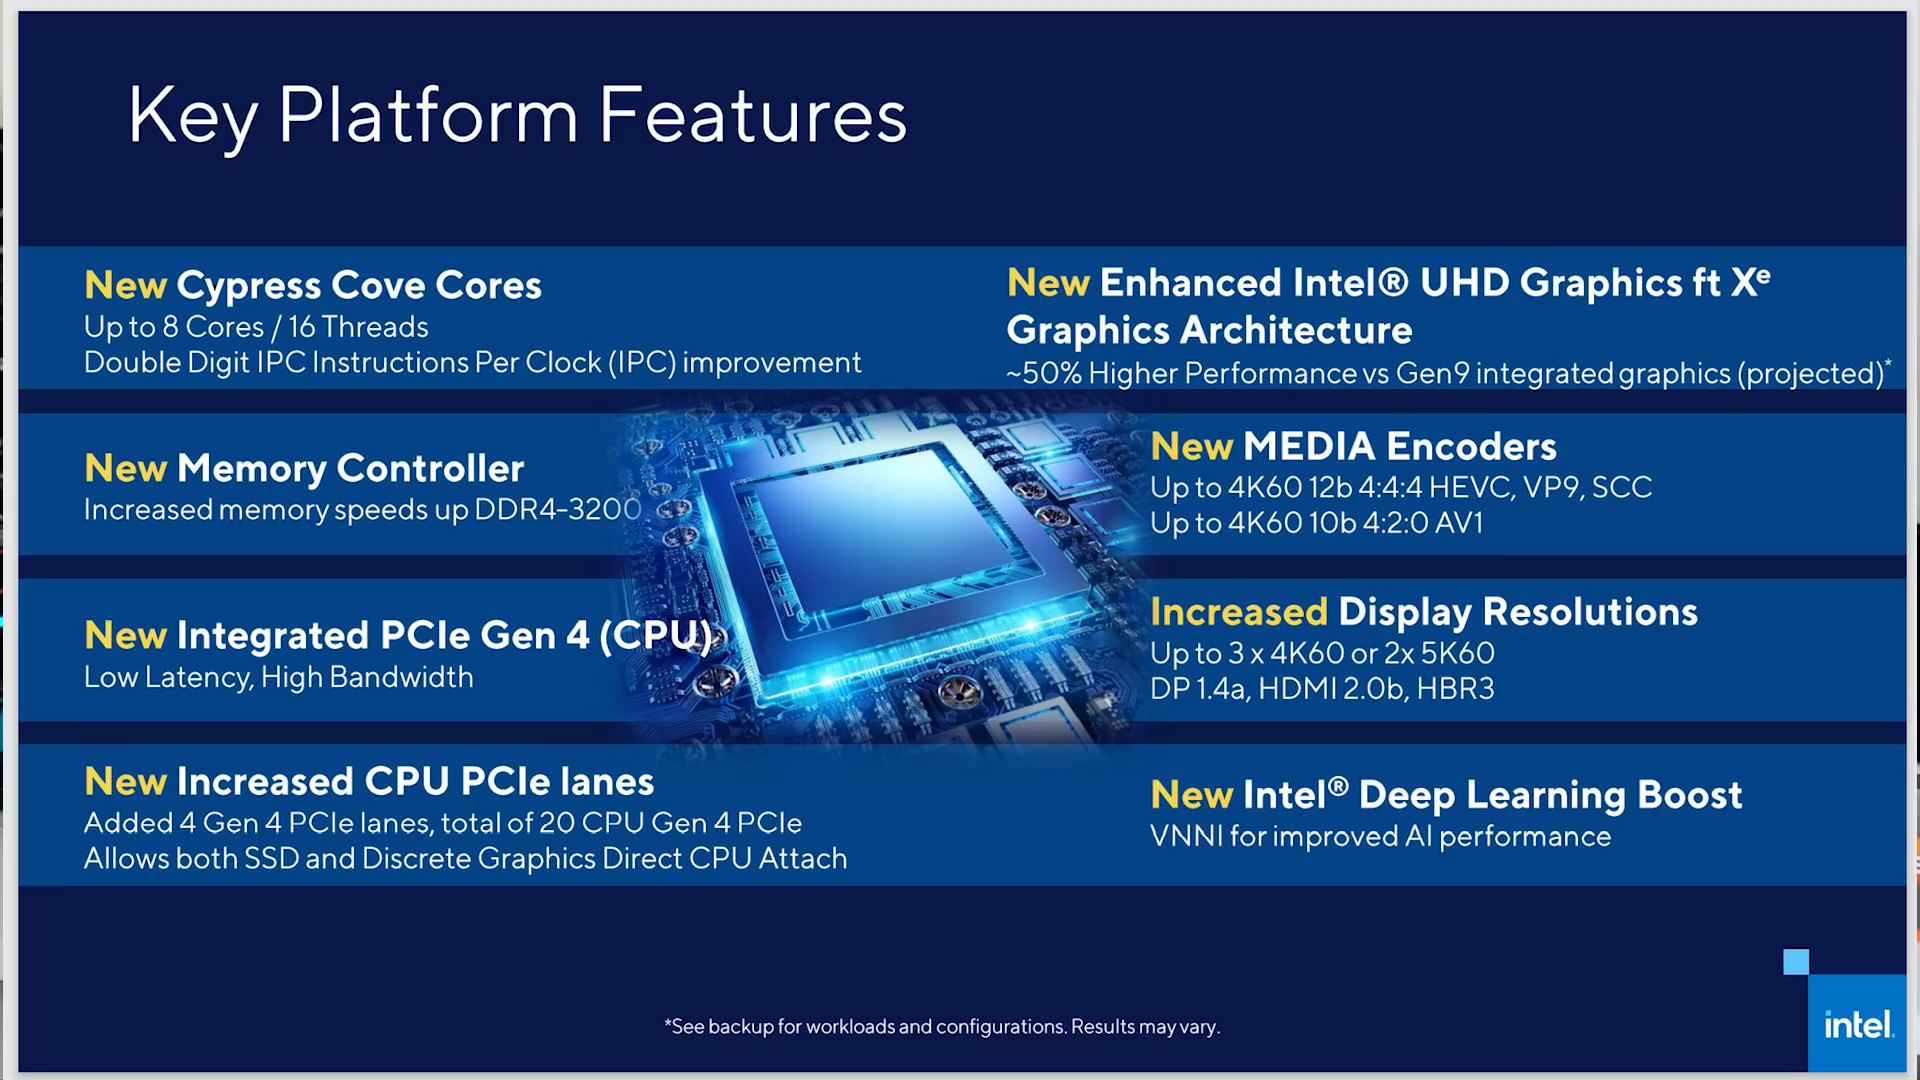 Key Platform Features
New Cypress Cove Cores
Up to 8 Cores / 16 Threads
Double Digit IPC Instructions Per Clock (IPC) improvement
New Memory Controller
Increased memory speeds up DDR4-3200
New Integrated PCIe Gen 4 (CPU)
Low Latency, High Bandwidth
New Increased CPU PCIe lanes
Added 4 Gen 4 PCIe lanes, total of 20 CPU Gen 4 PCIe
Allows both SSD and Discrete Graphics Direct CPU Attach
New Enhanced Intel® UHD Graphics ft Xᵉ
Graphics Architecture
~50% Higher Performance vs Gen9 integrated graphics (projected)*
New MEDIA Encoders
Up to 4K60 12b 4:4:4 HEVC, VP9, SCC
Up to 4K60 10b 4:2:0 AV1
Increased Display Resolutions
Up to 3 x 4K60 or 2x 5K60
DP 1.4a, HDMI 2.0b, HBR3
New Intel® Deep Learning Boost
VNNI for improved AI performance
*See backup for workloads and configurations. Results may vary.
intel.